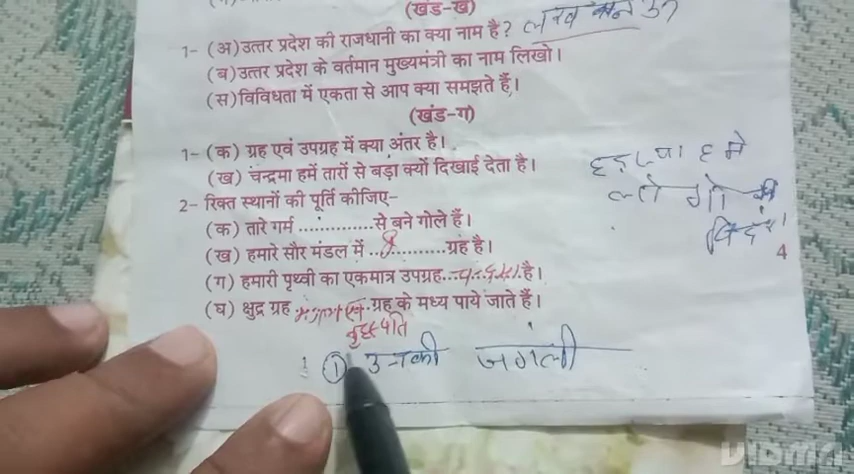 (खंड-ख)
1- (अ) उत्तर प्रदेश की राजधानी का क्या नाम है?
(ब) उत्तर प्रदेश के वर्तमान मुख्यमंत्री का नाम लिखो।
(स) विविधता में एकता से आप क्या समझते हैं।
(खंड-ग)
1- (क) ग्रह एवं उपग्रह में क्या अंतर है।
(ख) चन्द्रमा हमें तारों से बड़ा क्यों दिखाई देता है।
2- रिक्त स्थानों की पूर्ति कीजिए-
(क) तारे गर्म .............. से बने गोले हैं।
(ख) हमारे सौर मंडल में ..8.......... ग्रह है।
(ग) हमारी पृथ्वी का एकमात्र उपग्रह...चन्द्रमा.है।
(घ) क्षुद्र ग्रह मंगल एवं ग्रह के मध्य पाये जाते हैं।
बृहस्पति
① उनकी जगंली
4
VIDMA